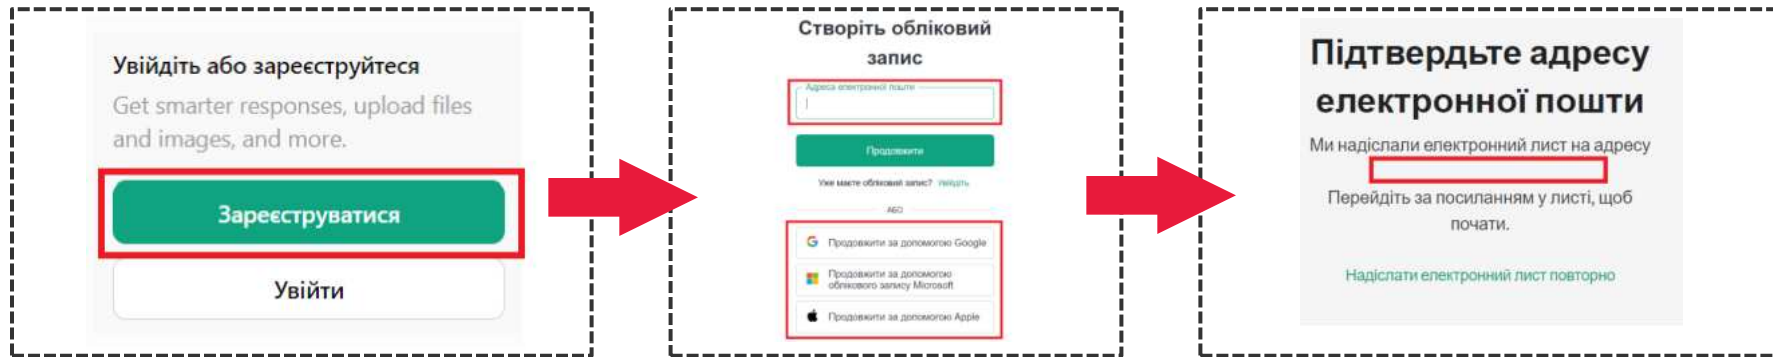 Увійдіть або зареєструйтеся
Get smarter responses, upload files
and images, and more.
Зареєструватися
Увійти
Створіть обліковий
запис
Адреса електронної пошти
Продовжити
Уже маєте обліковий запис? Увійдіть
АБО
Продовжити за допомогою Google
Продовжити за допомогою
облікового запису Microsoft
Продовжити за допомогою Apple
Підтвердьте адресу
електронної пошти
Ми надіслали електронний лист на адресу
Перейдіть за посиланням у листі, щоб
почати.
Надіслати електронний лист повторно